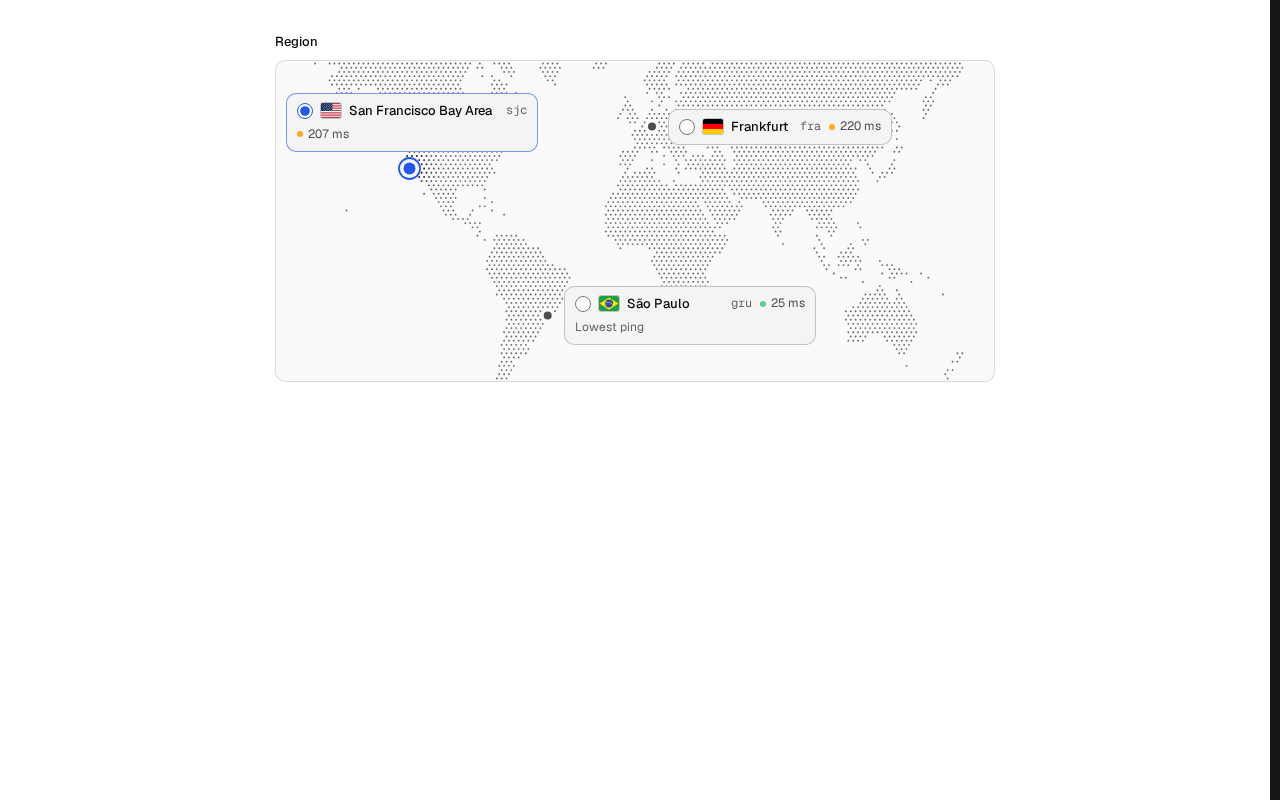 Region
San Francisco Bay Area sjc
207 ms
Frankfurt fra 220 ms
São Paulo gru 25 ms
Lowest ping